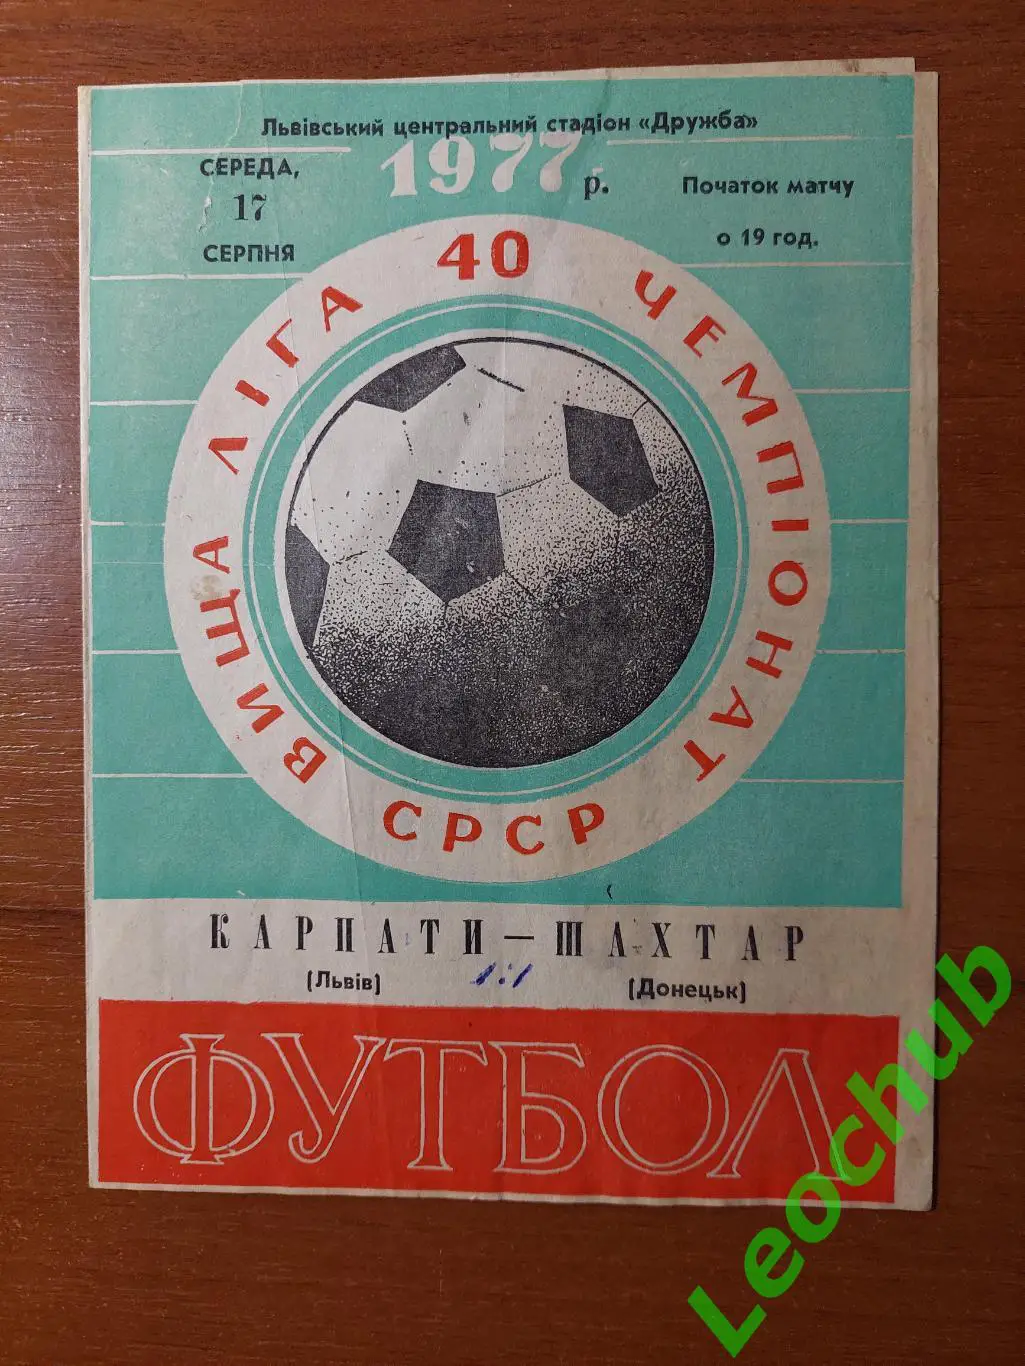 Львівський центральний стадіон «Дружба»
СЕРЕДА,
17
СЕРПНЯ
1977 р.
Початок матчу
о 19 год.
40 ЧЕМПІОНАТ СРСР
ВИЩА ЛІГА
КАРПАТИ — ШАХТАР
(Львів) 1:1 (Донецьк)
ФУТБОЛ
Leochub